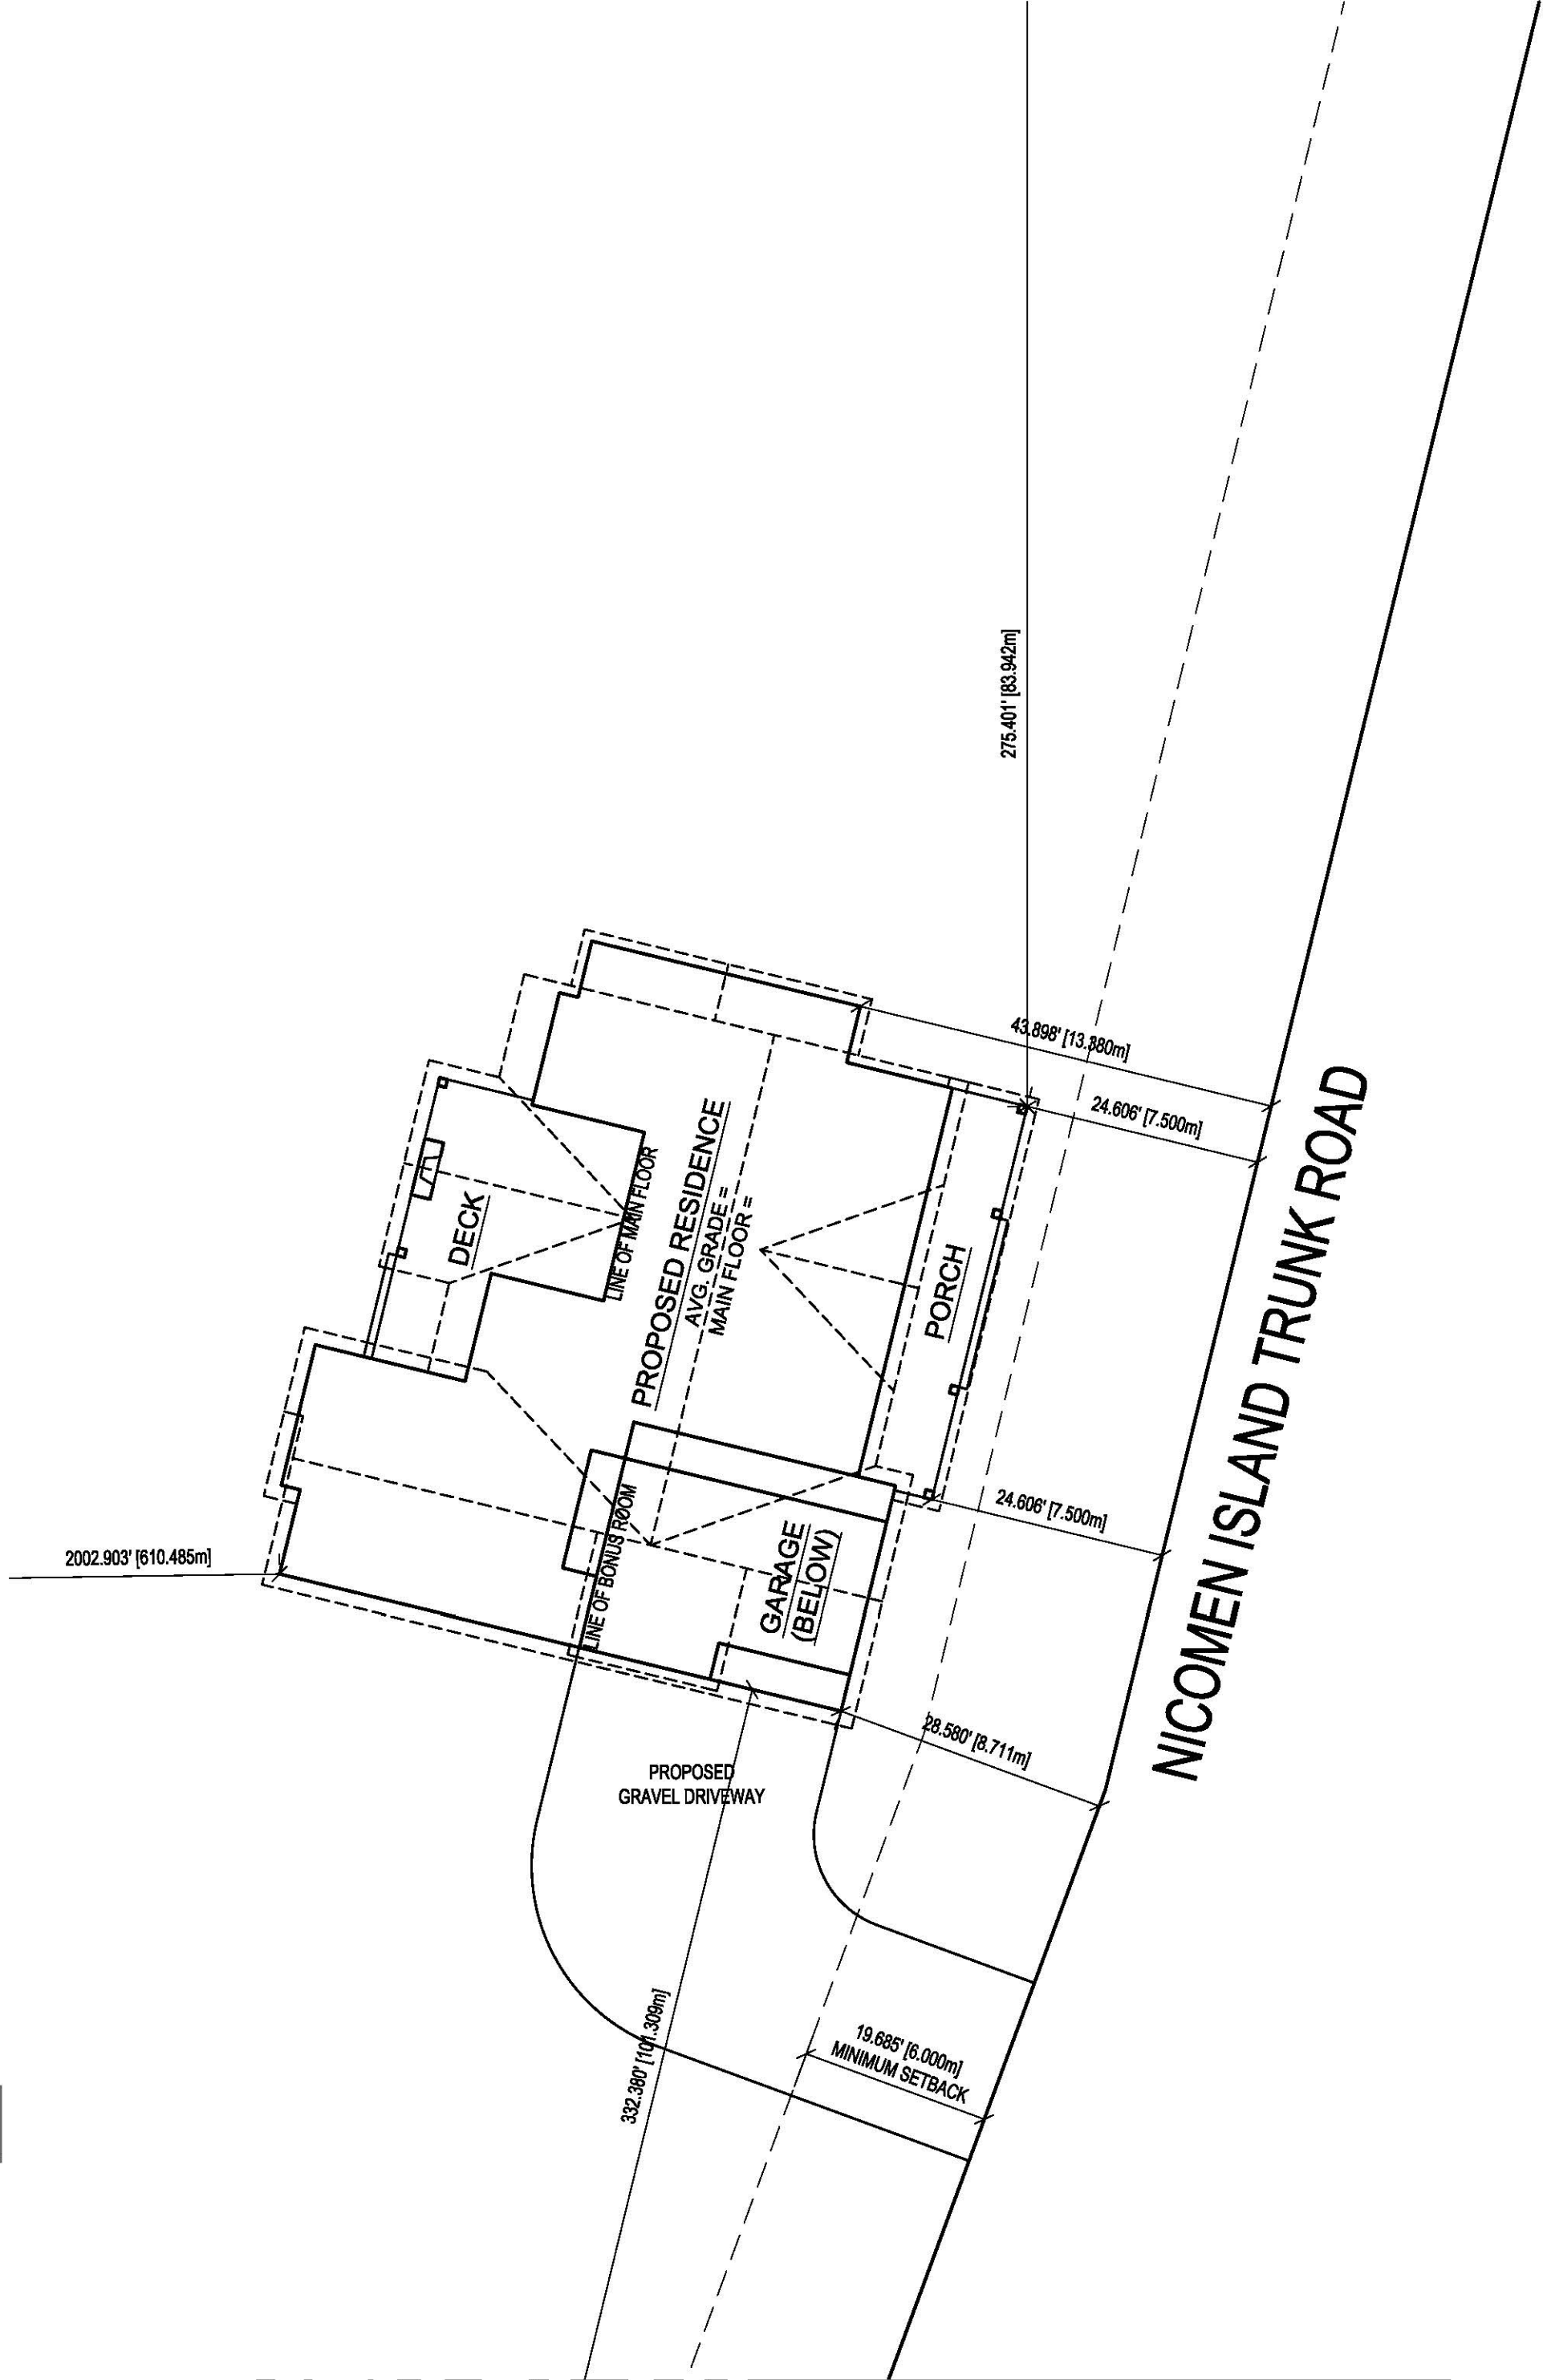 275.401' [83.942m]
43.898' [13.380m]
24.606' [7.500m]
DECK
LINE OF MAIN FLOOR
PROPOSED RESIDENCE
AVG. GRADE =
MAIN FLOOR =
PORCH
NICOMEN ISLAND TRUNK ROAD
24.606' [7.500m]
2002.903' [610.485m]
LINE OF BONUS ROOM
GARAGE
(BELOW)
28.580' [8.711m]
PROPOSED
GRAVEL DRIVEWAY
332.380' [101.309m]
19.685' [6.000m]
MINIMUM SETBACK